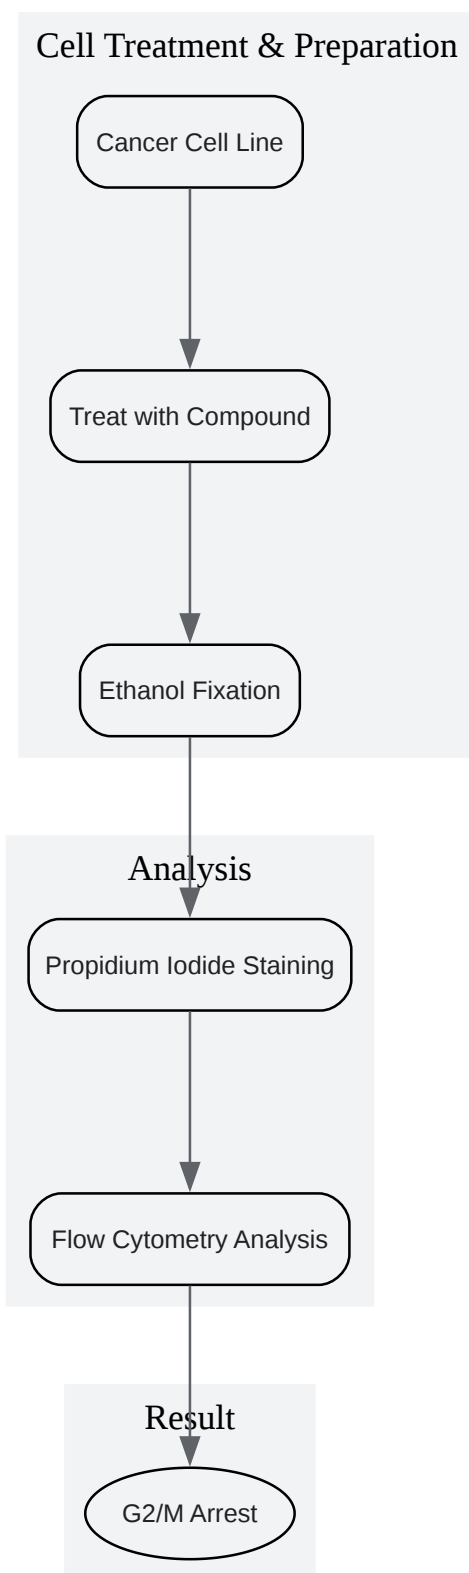 Cell Treatment & Preparation
Cancer Cell Line
Treat with Compound
Ethanol Fixation
Analysis
Propidium Iodide Staining
Flow Cytometry Analysis
Result
G2/M Arrest